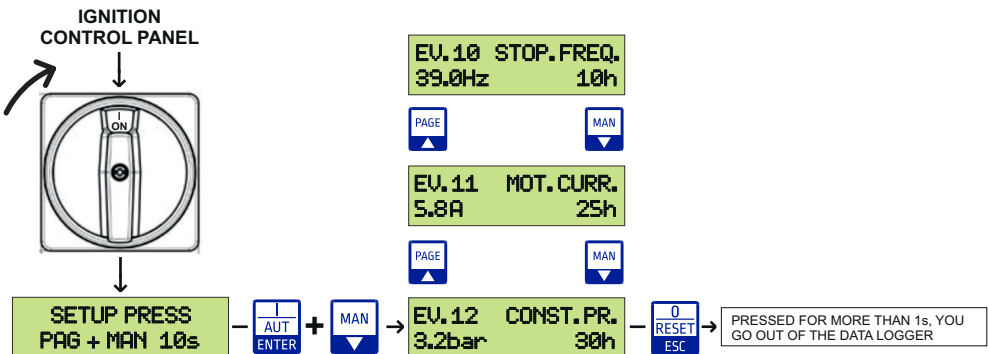 IGNITION
CONTROL PANEL
I
ON
EV.10 STOP.FREQ.
39.0Hz 10h
PAGE
MAN
EV.11 MOT.CURR.
5.8A 25h
PAGE
MAN
SETUP PRESS
PAG + MAN 10s
I
AUT
ENTER
+
MAN
EV.12 CONST.PR.
3.2bar 30h
0
RESET
ESC
PRESSED FOR MORE THAN 1s, YOU
GO OUT OF THE DATA LOGGER